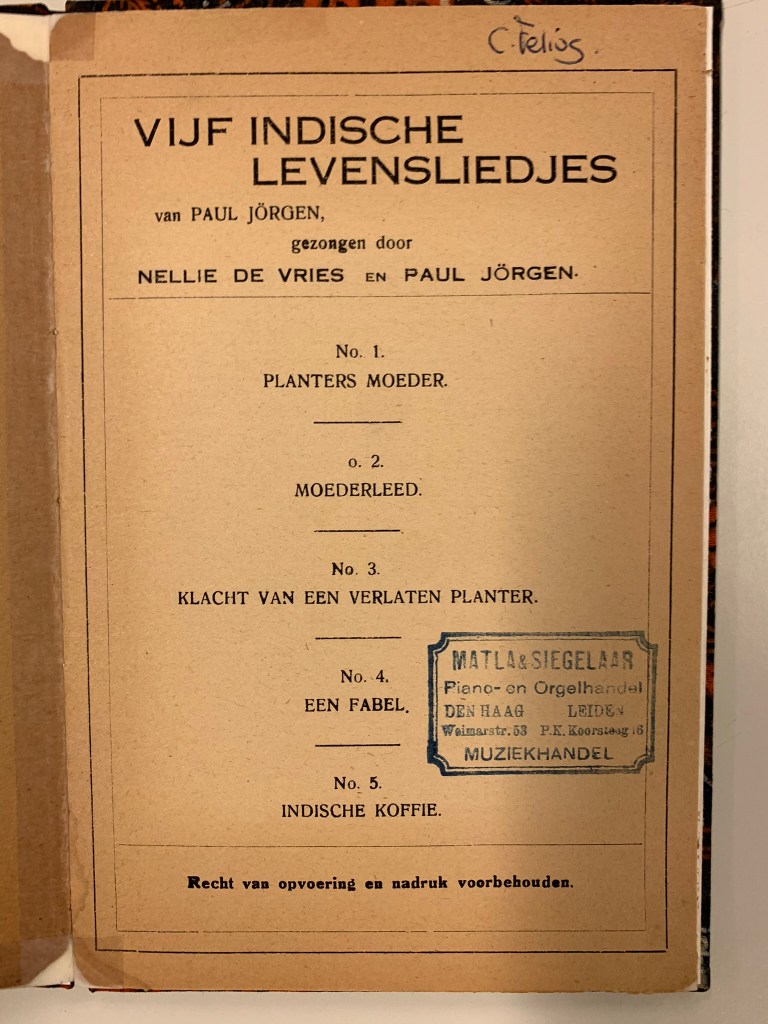 C. Felios.
VIJF INDISCHE
LEVENSLIEDJES
van PAUL JÖRGEN,
gezongen door
NELLIE DE VRIES EN PAUL JÖRGEN.
No. 1.
PLANTERS MOEDER.
o. 2.
MOEDERLEED.
No. 3.
KLACHT VAN EEN VERLATEN PLANTER.
No. 4.
EEN FABEL.
No. 5.
INDISCHE KOFFIE.
MATLA & SIEGELAAR
Piano- en Orgelhandel
DEN HAAG LEIDEN
Weimarstr. 53 P.K. Koorsteeg 16
MUZIEKHANDEL
Recht van opvoering en nadruk voorbehouden.